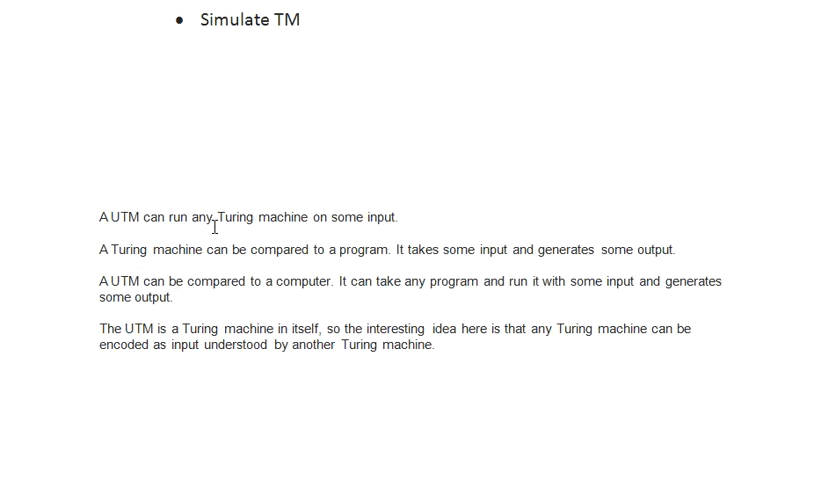 • Simulate TM
A UTM can run any Turing machine on some input.
A Turing machine can be compared to a program. It takes some input and generates some output.
A UTM can be compared to a computer. It can take any program and run it with some input and generates
some output.
The UTM is a Turing machine in itself, so the interesting idea here is that any Turing machine can be
encoded as input understood by another Turing machine.